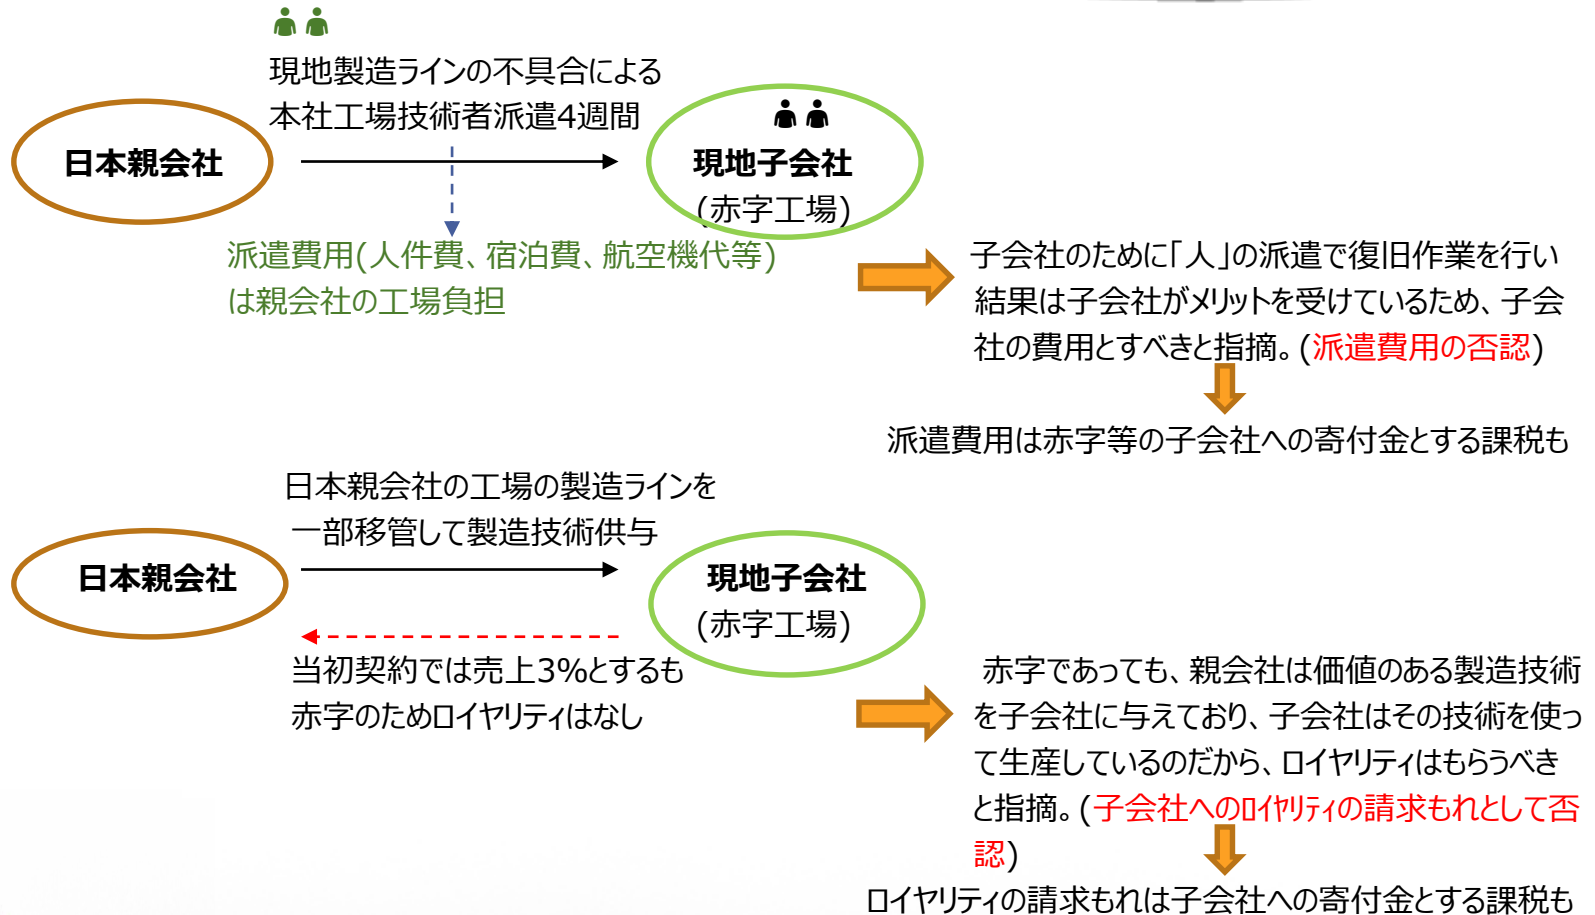 現地製造ラインの不具合による
本社工場技術者派遣4週間
日本親会社
現地子会社
(赤字工場)
派遣費用(人件費、宿泊費、航空機代等)
は親会社の工場負担
子会社のために「人」の派遣で復旧作業を行い
結果は子会社がメリットを受けているため、子会
社の費用とすべきと指摘。(派遣費用の否認)
派遣費用は赤字等の子会社への寄付金とする課税も
日本親会社の工場の製造ラインを
一部移管して製造技術供与
日本親会社
現地子会社
(赤字工場)
当初契約では売上3%とするも
赤字のためロイヤリティはなし
赤字であっても、親会社は価値のある製造技術
を子会社に与えており、子会社はその技術を使っ
て生産しているのだから、ロイヤリティはもらうべき
と指摘。(子会社へのロイヤリティの請求もれとして否
認)
ロイヤリティの請求もれは子会社への寄付金とする課税も